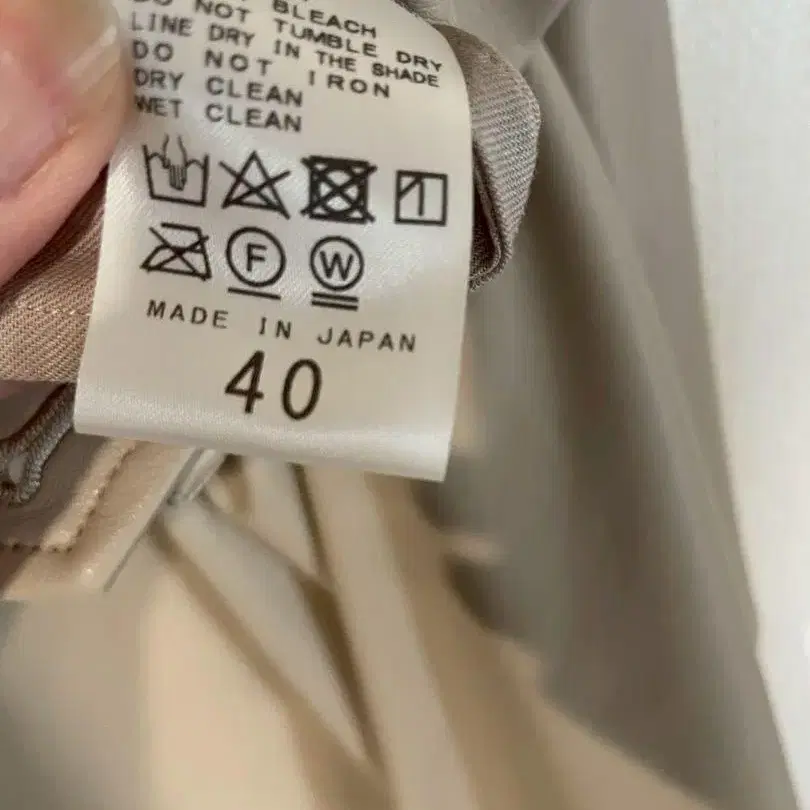 BLEACH
DO NOT TUMBLE DRY
LINE DRY IN THE SHADE
DO NOT IRON
DRY CLEAN
WET CLEAN
F W
MADE IN JAPAN
40